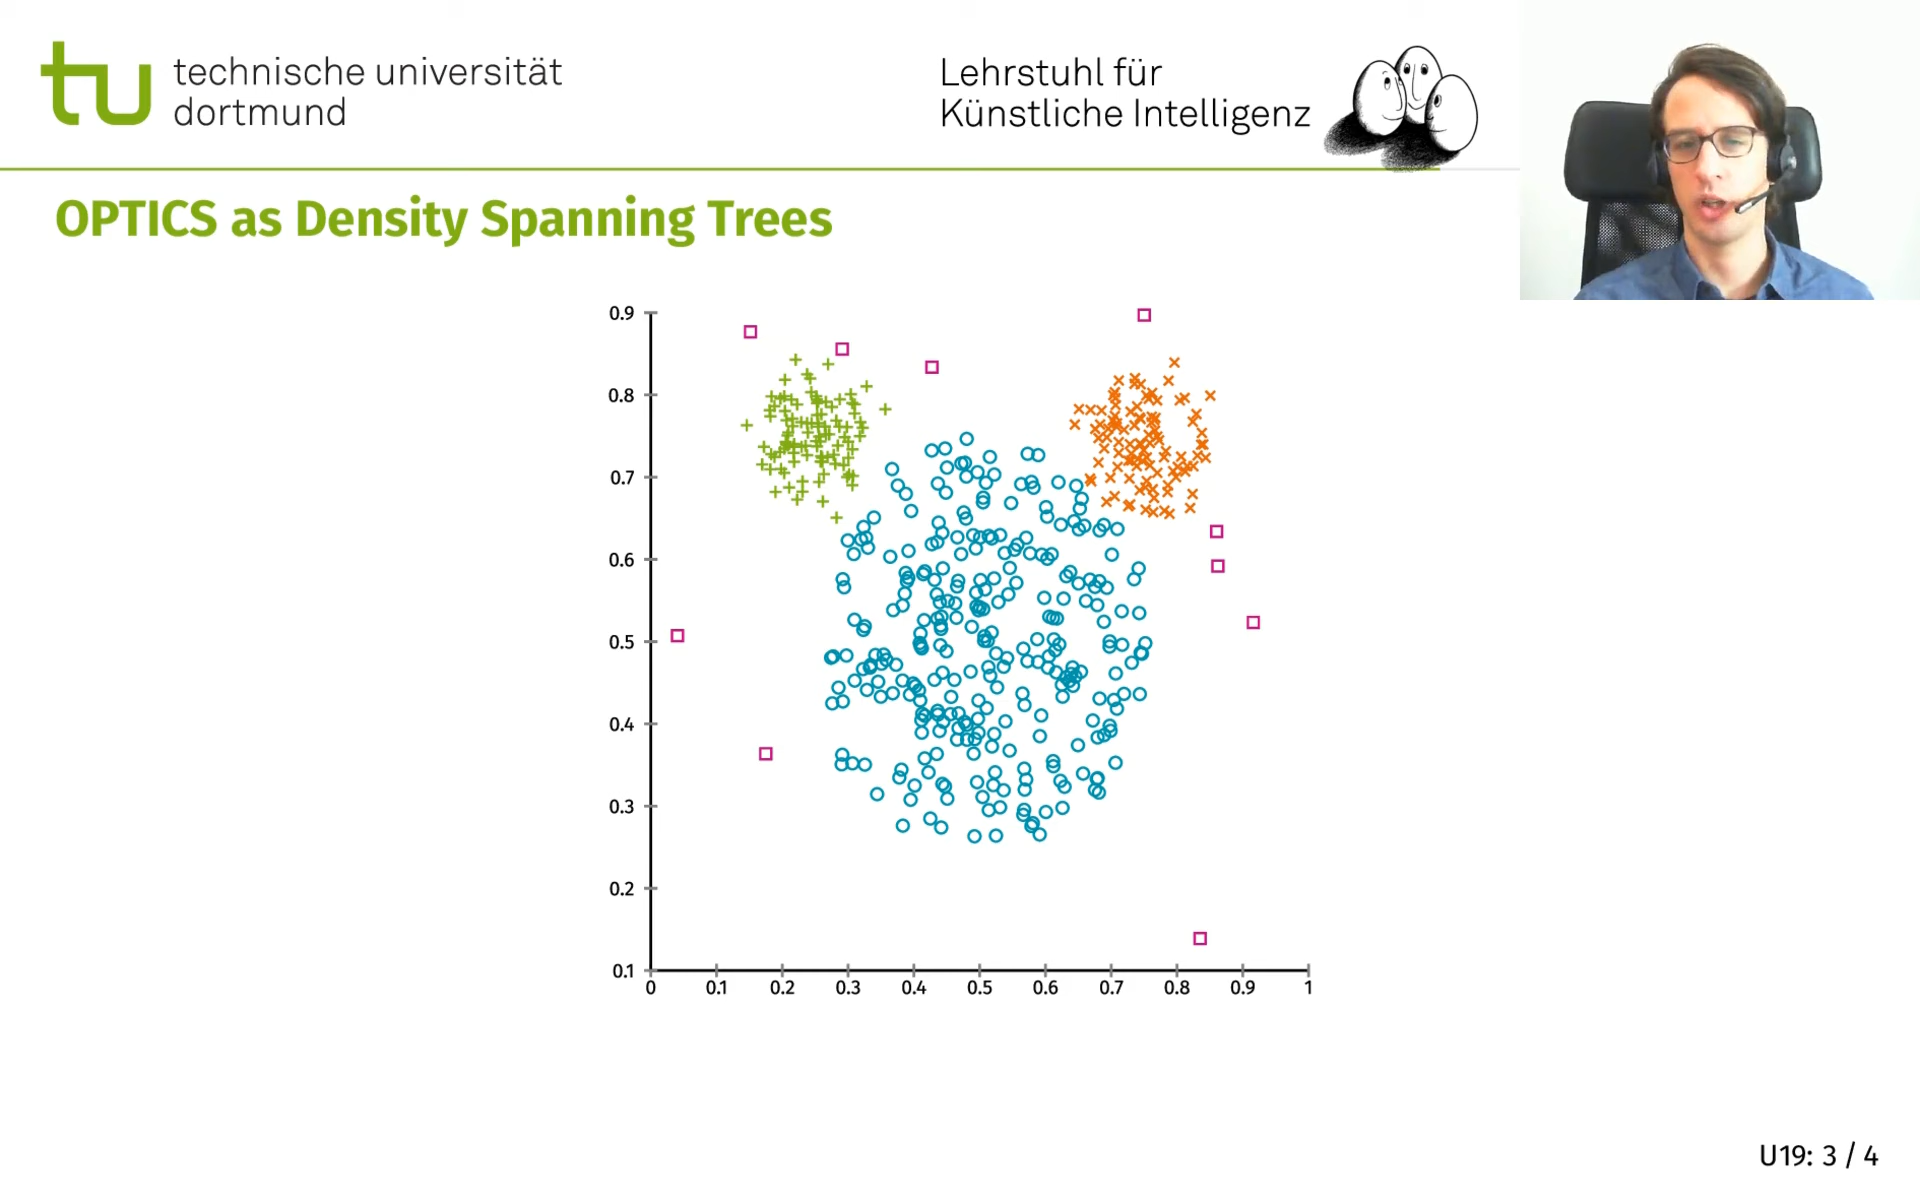 technische universität
dortmund
Lehrstuhl für
Künstliche Intelligenz
OPTICS as Density Spanning Trees
0.9
0.8
0.7
0.6
0.5
0.4
0.3
0.2
0.1
0 0.1 0.2 0.3 0.4 0.5 0.6 0.7 0.8 0.9 1
U19: 3 / 4